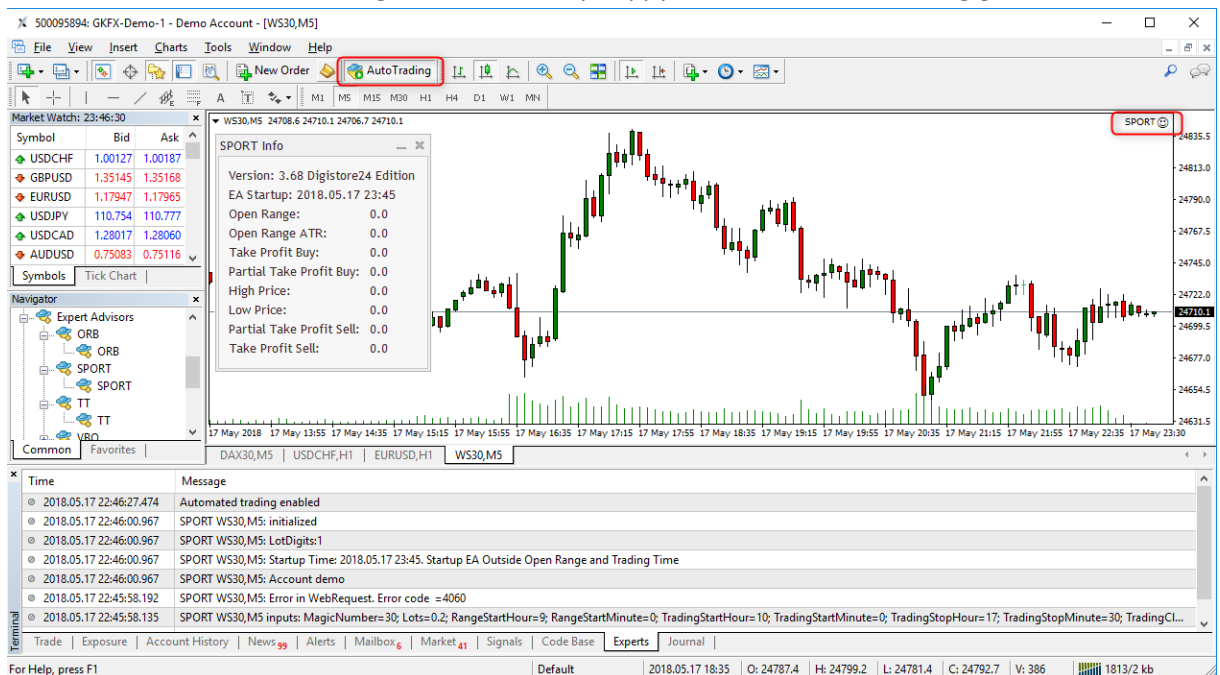 500095894: GKFX-Demo-1 - Demo Account - [WS30,M5]
File View Insert Charts Tools Window Help
New Order AutoTrading
A T M1 M5 M15 M30 H1 H4 D1 W1 MN
Market Watch: 23:46:30
Symbol Bid Ask
USDCHF 1.00127 1.00187
GBPUSD 1.35145 1.35168
EURUSD 1.17947 1.17965
USDJPY 110.754 110.777
USDCAD 1.28017 1.28060
AUDUSD 0.75083 0.75116
Symbols Tick Chart
Navigator
Expert Advisors
ORB
ORB
SPORT
SPORT
TT
TT
VBO
Common Favorites
WS30,M5 24708.6 24710.1 24706.7 24710.1
SPORT
SPORT Info
Version: 3.68 Digistore24 Edition
EA Startup: 2018.05.17 23:45
Open Range: 0.0
Open Range ATR: 0.0
Take Profit Buy: 0.0
Partial Take Profit Buy: 0.0
High Price: 0.0
Low Price: 0.0
Partial Take Profit Sell: 0.0
Take Profit Sell: 0.0
24835.5
24813.0
24790.0
24767.5
24745.0
24722.0
24710.1
24699.5
24677.0
24654.5
24631.5
17 May 2018 17 May 13:55 17 May 14:35 17 May 15:15 17 May 15:55 17 May 16:35 17 May 17:15 17 May 17:55 17 May 18:35 17 May 19:15 17 May 19:55 17 May 20:35 17 May 21:15 17 May 21:55 17 May 22:35 17 May 23:30
DAX30,M5 USDCHF,H1 EURUSD,H1 WS30,M5
Time Message
2018.05.17 22:46:27.474 Automated trading enabled
2018.05.17 22:46:00.967 SPORT WS30,M5: initialized
2018.05.17 22:46:00.967 SPORT WS30,M5: LotDigits:1
2018.05.17 22:46:00.967 SPORT WS30,M5: Startup Time: 2018.05.17 23:45. Startup EA Outside Open Range and Trading Time
2018.05.17 22:46:00.967 SPORT WS30,M5: Account demo
2018.05.17 22:45:58.192 SPORT WS30,M5: Error in WebRequest. Error code =4060
2018.05.17 22:45:58.135 SPORT WS30,M5 inputs: MagicNumber=30; Lots=0.2; RangeStartHour=9; RangeStartMinute=0; TradingStartHour=10; TradingStartMinute=0; TradingStopHour=17; TradingStopMinute=30; TradingCl...
Terminal
Trade Exposure Account History News 99 Alerts Mailbox 6 Market 41 Signals Code Base Experts Journal
For Help, press F1 Default 2018.05.17 18:35 O: 24787.4 H: 24799.2 L: 24781.4 C: 24792.7 V: 386 1813/2 kb